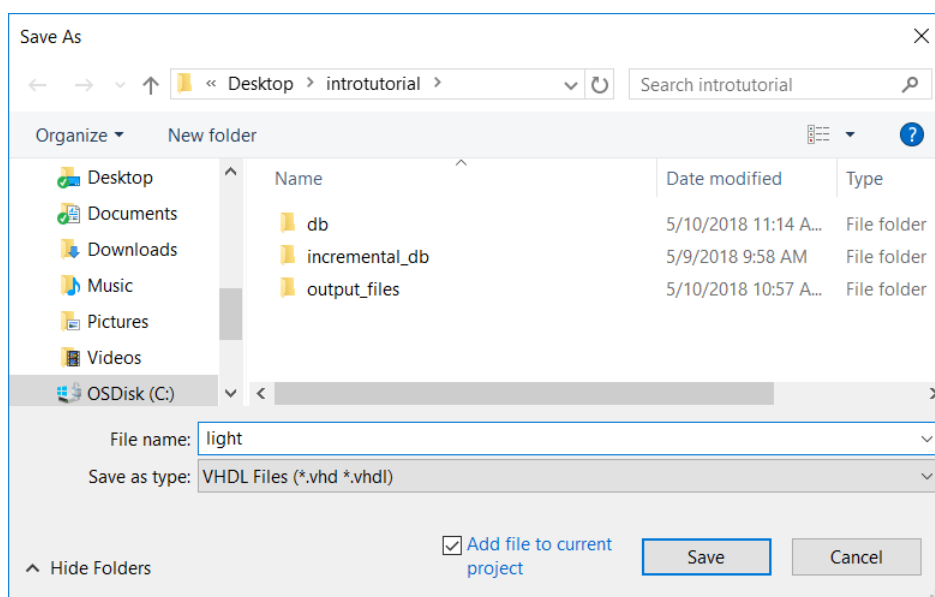 Save As
« Desktop > introtutorial >
Search introtutorial
Organize
New folder
?
Desktop
Documents
Downloads
Music
Pictures
Videos
OSDisk (C:)
Name Date modified Type
db 5/10/2018 11:14 A... File folder
incremental_db 5/9/2018 9:58 AM File folder
output_files 5/10/2018 10:57 A... File folder
File name: light
Save as type: VHDL Files (*.vhd *.vhdl)
Add file to current
project
Save
Cancel
Hide Folders